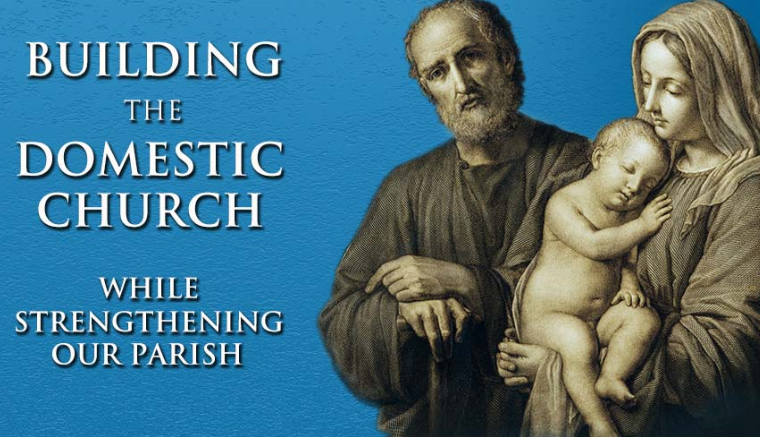 BUILDING
THE
DOMESTIC
CHURCH
WHILE
STRENGTHENING
OUR PARISH